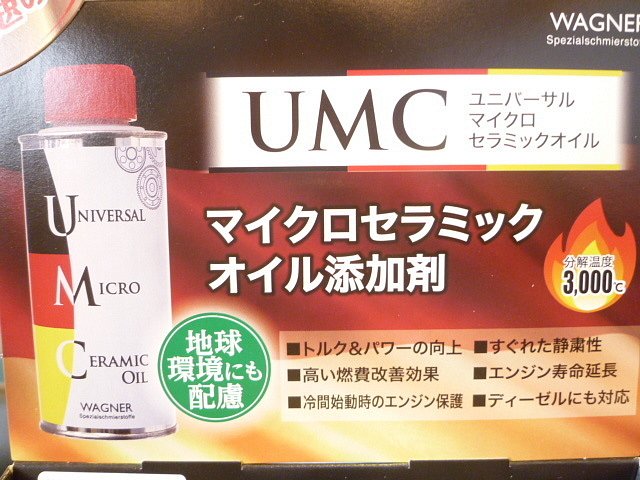 WAGNER
Spezialschmierstoffe
UMC
ユニバーサル
マイクロ
セラミックオイル
マイクロセラミック
オイル添加剤
分解温度
3,000℃
UNIVERSAL
MICRO
CERAMIC
OIL
WAGNER
Spezialschmierstoffe
地球
環境にも
配慮
■トルク&パワーの向上
■すぐれた静粛性
■高い燃費改善効果
■エンジン寿命延長
■冷間始動時のエンジン保護
■ディーゼルにも対応